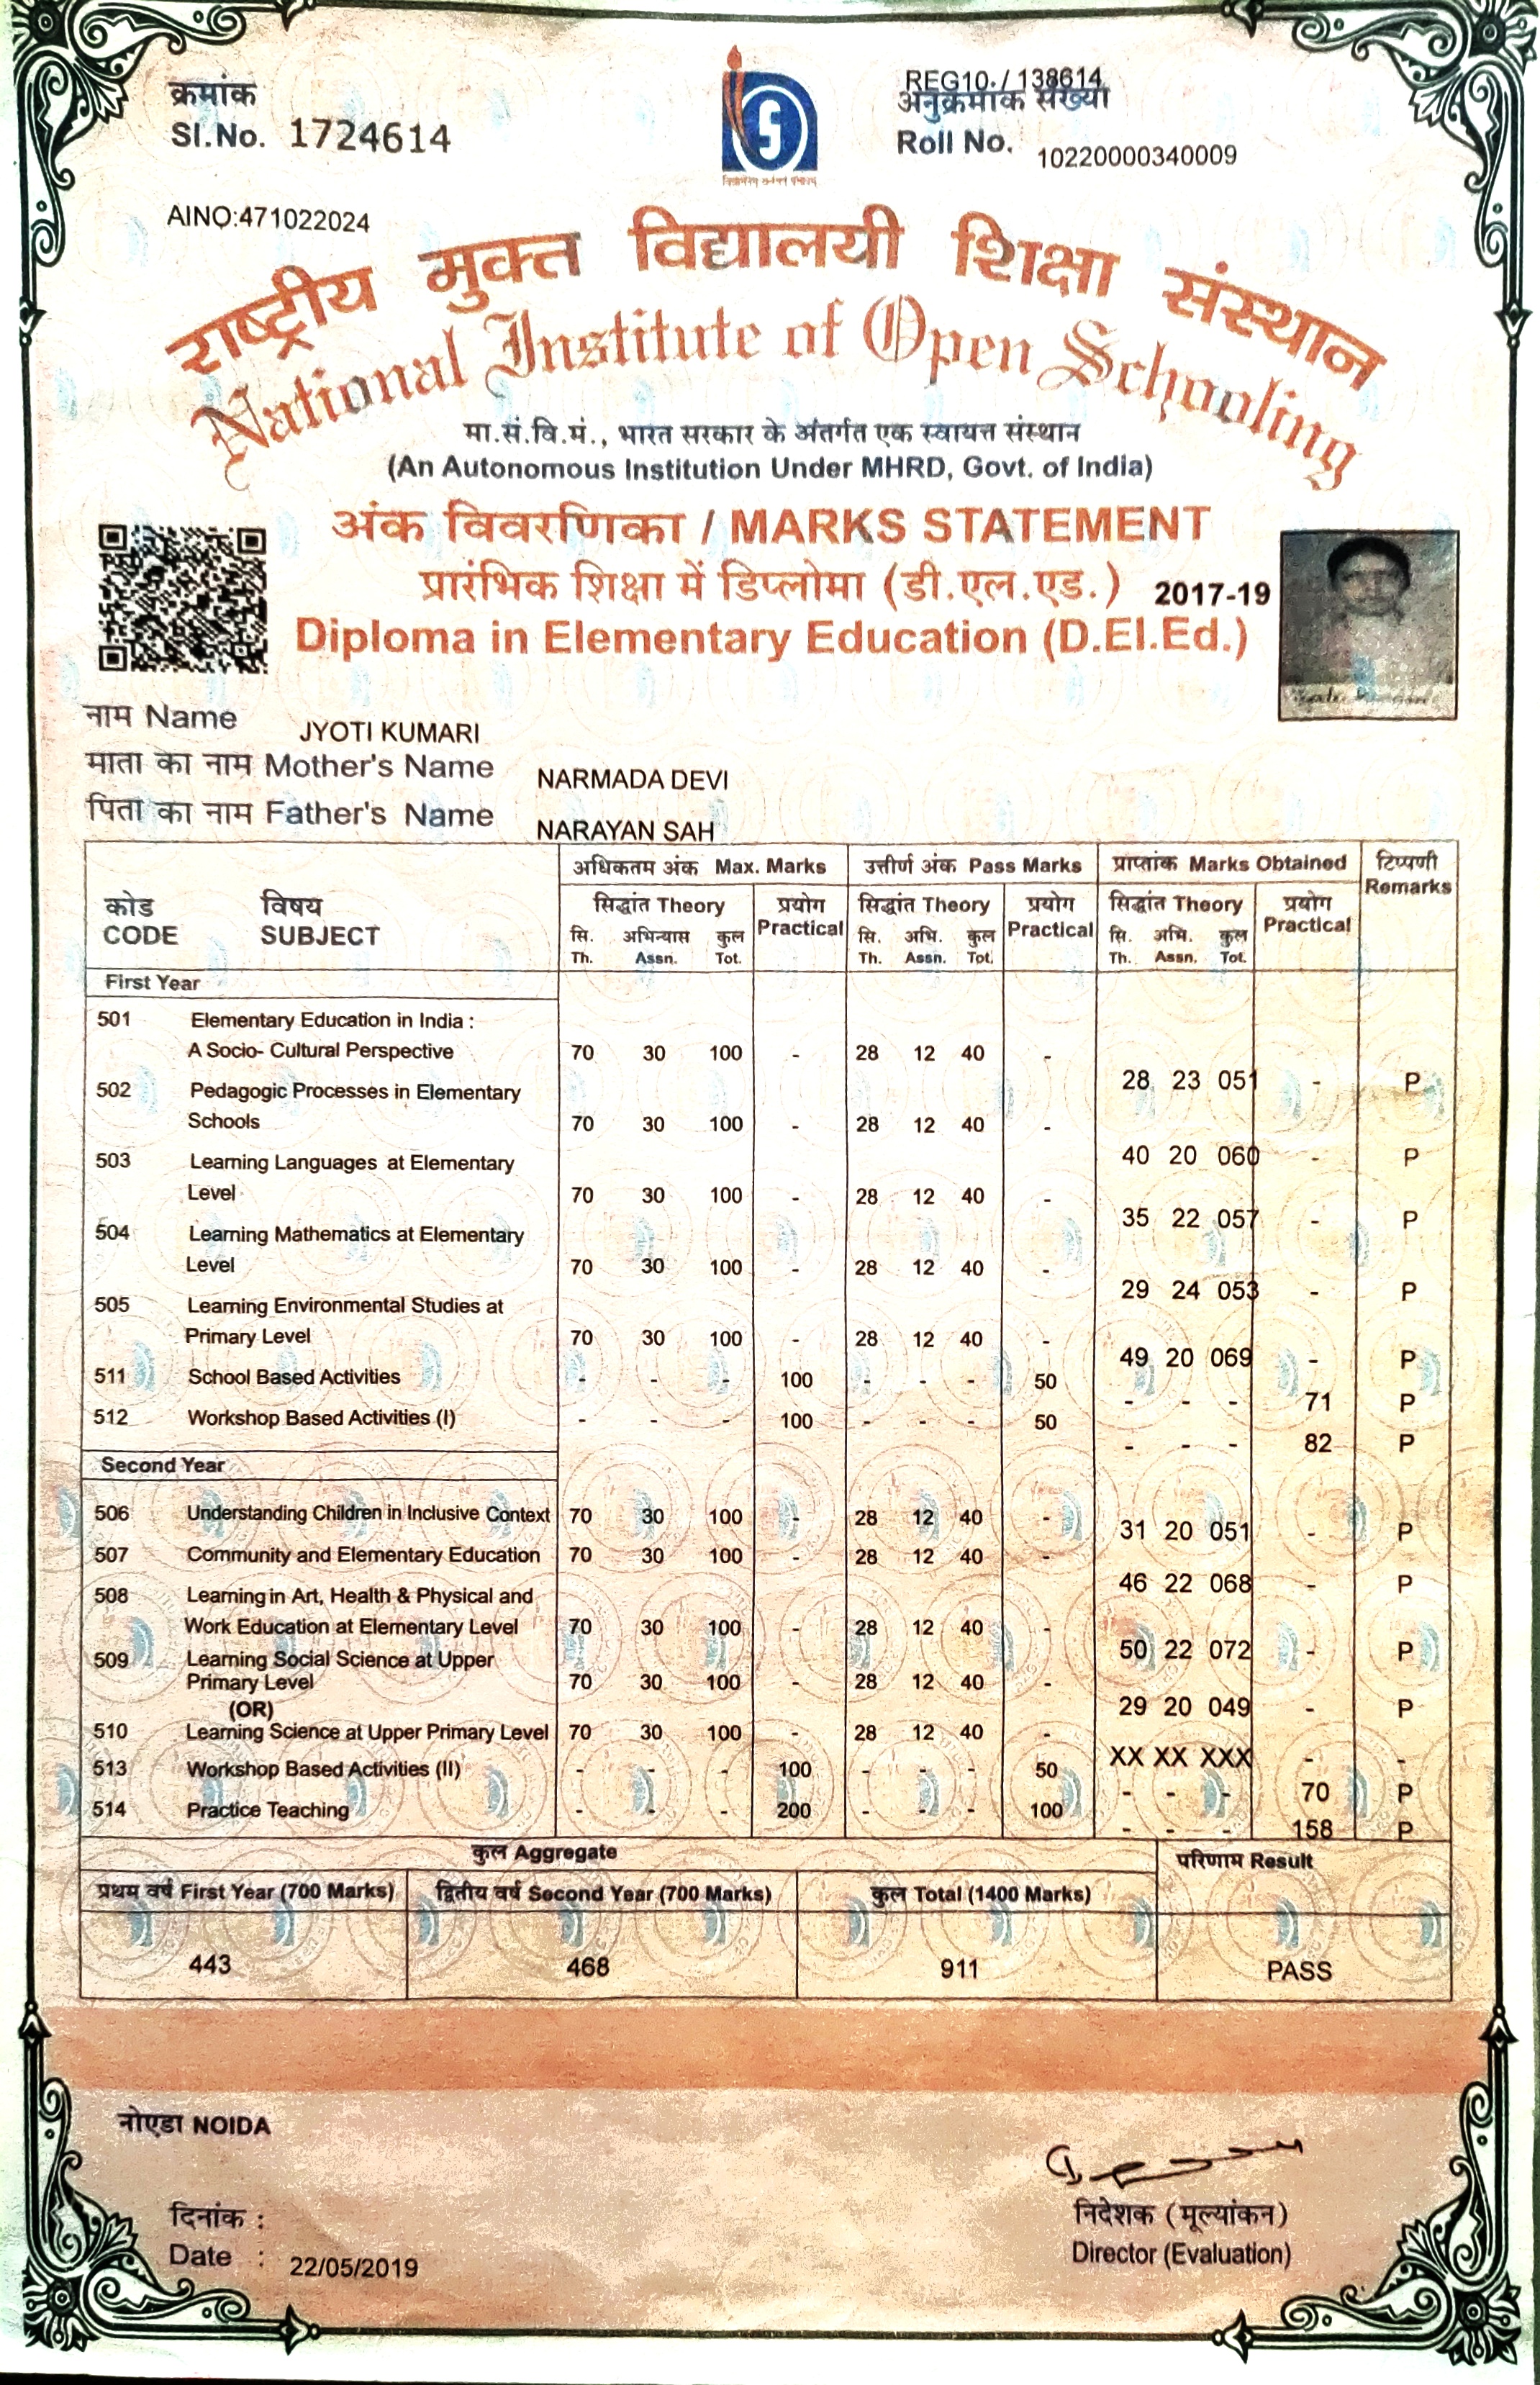 क्रमांक
Sl.No. 1724614
REG10./138614
अनुक्रमांक संख्या
Roll No. 10220000340009
AINO:471022024
राष्ट्रीय मुक्त विद्यालयी शिक्षा संस्थान
National Institute of Open Schooling
मा.सं.वि.मं., भारत सरकार के अंतर्गत एक स्वायत्त संस्थान
(An Autonomous Institution Under MHRD, Govt. of India)
अंक विवरणिका / MARKS STATEMENT
प्रारंभिक शिक्षा में डिप्लोमा (डी.एल.एड.) 2017-19
Diploma in Elementary Education (D.El.Ed.)
नाम Name JYOTI KUMARI
माता का नाम Mother's Name NARMADA DEVI
पिता का नाम Father's Name NARAYAN SAH
अधिकतम अंक Max. Marks उत्तीर्ण अंक Pass Marks प्राप्तांक Marks Obtained टिप्पणी
Remarks
कोड विषय सिद्धांत Theory प्रयोग सिद्धांत Theory प्रयोग सिद्धांत Theory प्रयोग
CODE SUBJECT सि. अभिन्यास कुल Practical सि. अभि. कुल Practical सि. अभि. कुल Practical
Th. Assn. Tot. Th. Assn. Tot. Th. Assn. Tot.
First Year
501 Elementary Education in India :
A Socio- Cultural Perspective 70 30 100 - 28 12 40 -
28 23 051 - P
502 Pedagogic Processes in Elementary
Schools 70 30 100 - 28 12 40 -
40 20 060 - P
503 Learning Languages at Elementary
Level 70 30 100 - 28 12 40 -
35 22 057 - P
504 Learning Mathematics at Elementary
Level 70 30 100 - 28 12 40 -
29 24 053 - P
505 Learning Environmental Studies at
Primary Level 70 30 100 - 28 12 40 -
49 20 069 - P
511 School Based Activities - - - 100 - - - 50
- - - 71 P
512 Workshop Based Activities (I) - - - 100 - - - 50
- - - 82 P
Second Year
506 Understanding Children in Inclusive Context 70 30 100 - 28 12 40 -
31 20 051 - P
507 Community and Elementary Education 70 30 100 - 28 12 40 -
46 22 068 - P
508 Learning in Art, Health & Physical and
Work Education at Elementary Level 70 30 100 - 28 12 40 -
50 22 072 - P
509 Learning Social Science at Upper
Primary Level 70 30 100 - 28 12 40 -
29 20 049 - P
(OR)
510 Learning Science at Upper Primary Level 70 30 100 - 28 12 40 -
XX XX XXX - -
513 Workshop Based Activities (II) - - - 100 - - - 50
- - - 70 P
514 Practice Teaching - - - 200 - - - 100
- - - 158 P
कुल Aggregate परिणाम Result
प्रथम वर्ष First Year (700 Marks) द्वितीय वर्ष Second Year (700 Marks) कुल Total (1400 Marks)
443 468 911 PASS
नोएडा NOIDA
दिनांक :
Date : 22/05/2019
निदेशक (मूल्यांकन)
Director (Evaluation)